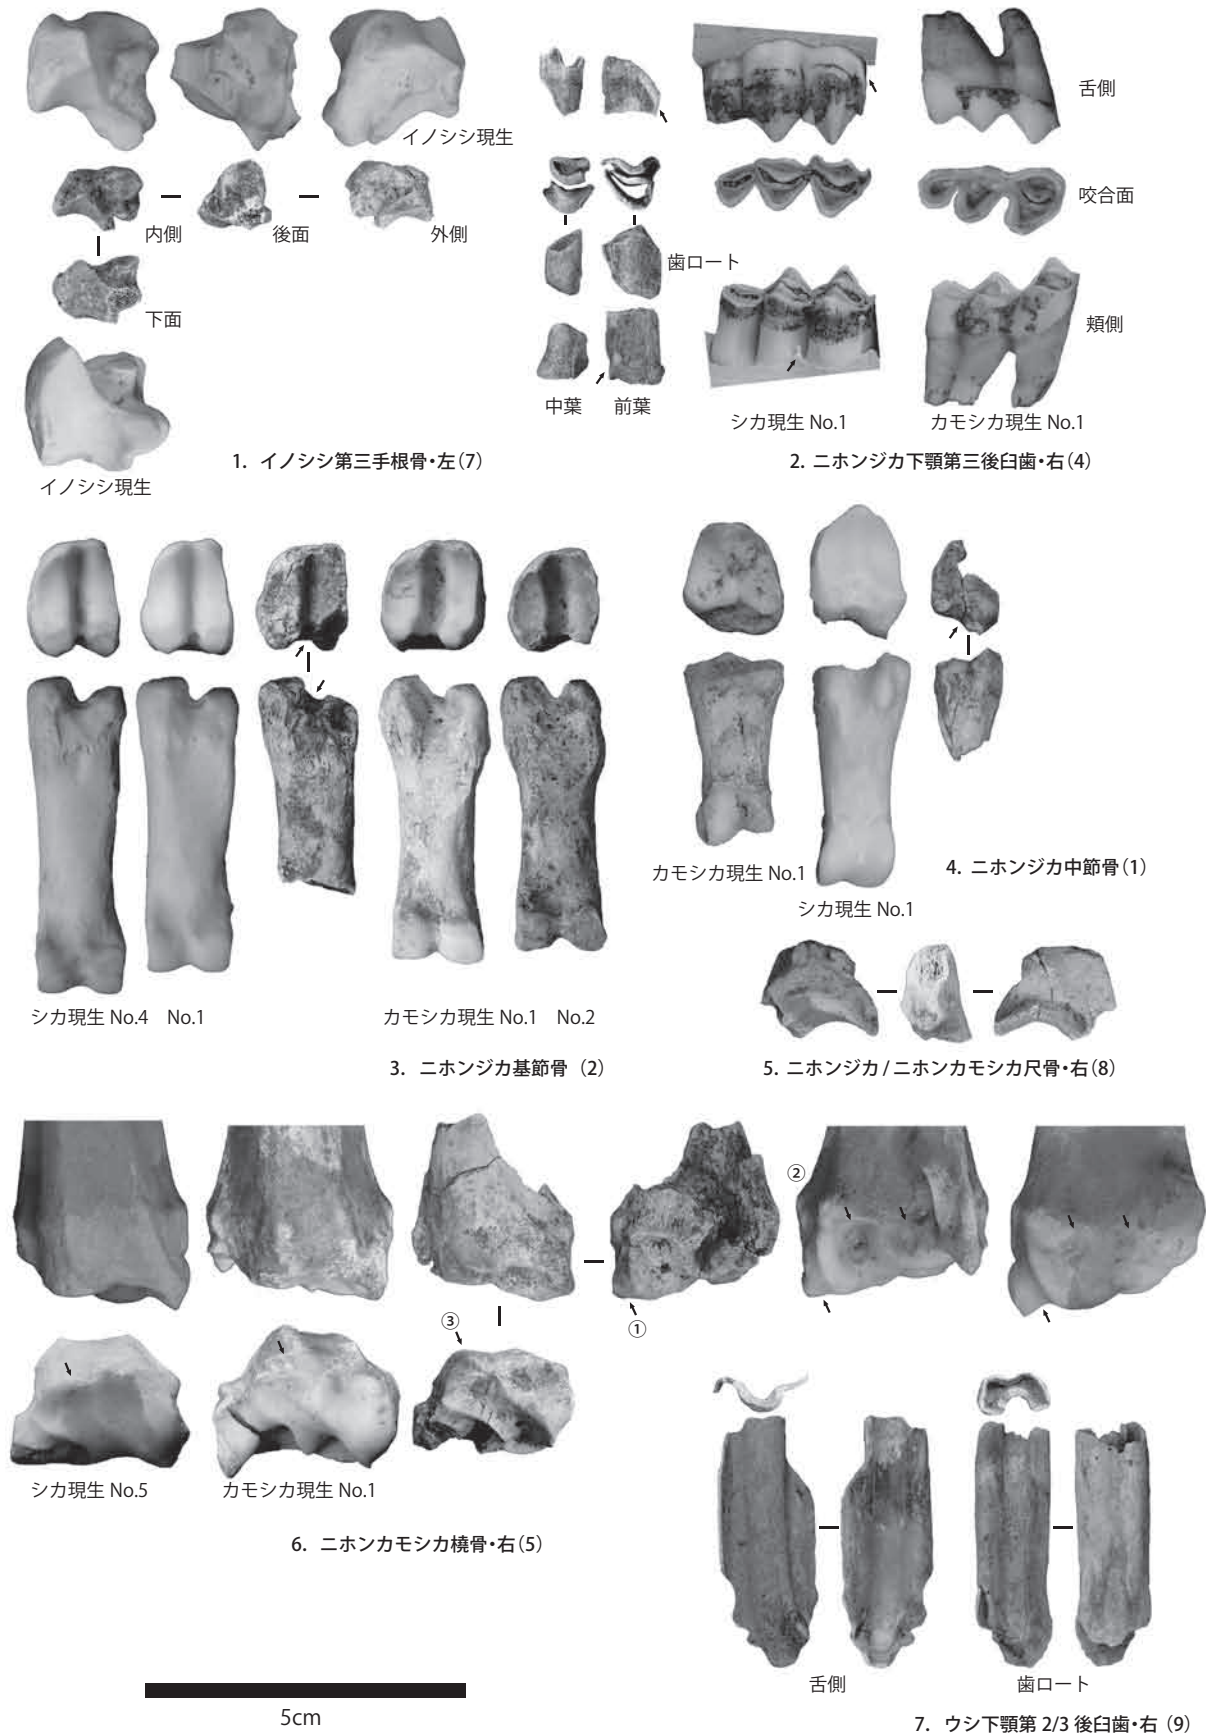 イノシシ現生
内側
後面
外側
下面
イノシシ現生
1. イノシシ第三手根骨・左(7)
舌側
咬合面
歯ロート
頬側
中葉
前葉
シカ現生 No.1
カモシカ現生 No.1
2. ニホンジカ下顎第三後臼歯・右(4)
シカ現生 No.4 No.1
カモシカ現生 No.1 No.2
3. ニホンジカ基節骨 (2)
カモシカ現生 No.1
シカ現生 No.1
4. ニホンジカ中節骨(1)
5. ニホンジカ/ニホンカモシカ尺骨・右(8)
②
①
③
シカ現生 No.5
カモシカ現生 No.1
6. ニホンカモシカ橈骨・右(5)
舌側
歯ロート
7. ウシ下顎第 2/3 後臼歯・右 (9)
5cm